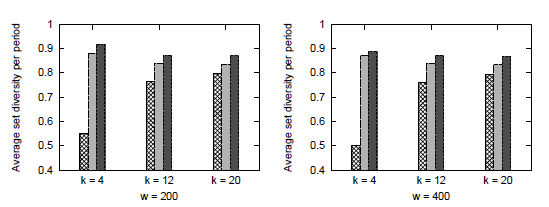 Average set diversity per period
1
0.9
0.8
0.7
0.6
0.5
0.4
k = 4 k = 12 k = 20
w = 200
Average set diversity per period
1
0.9
0.8
0.7
0.6
0.5
0.4
k = 4 k = 12 k = 20
w = 400